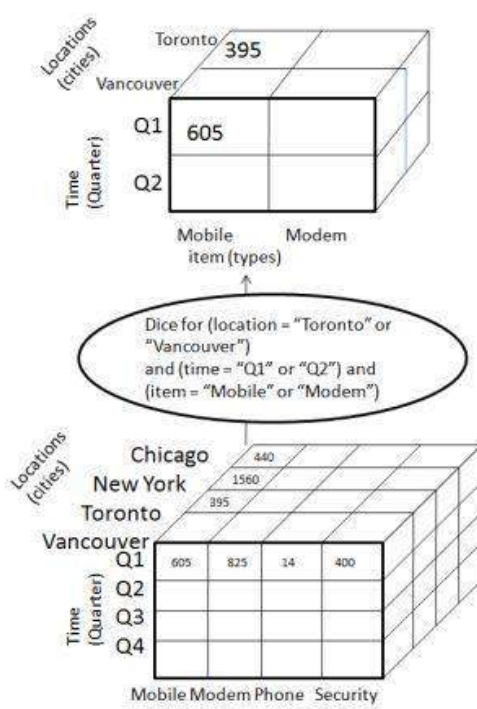 Locations
(cities)
Toronto
395
Vancouver
Q1
605
Q2
Time
(Quarter)
Mobile Modem
item (types)
Dice for (location = “Toronto” or
“Vancouver”)
and (time = “Q1” or “Q2”) and
(item = “Mobile” or “Modem”)
Locations
(cities)
Chicago 440
New York 1560
Toronto 395
Vancouver
Q1 605 825 14 400
Q2
Q3
Q4
Time
(Quarter)
Mobile Modem Phone Security